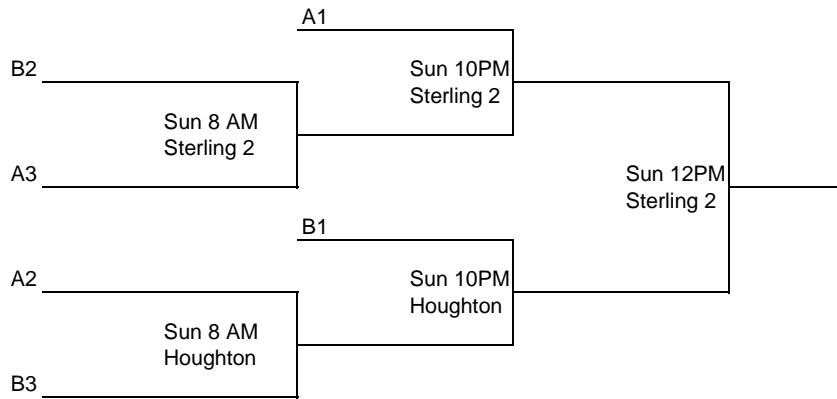 A1
B2
Sun 10PM
Sterling 2
Sun 8 AM
Sterling 2
A3
Sun 12PM
Sterling 2
B1
A2
Sun 10PM
Houghton
Sun 8 AM
Houghton
B3